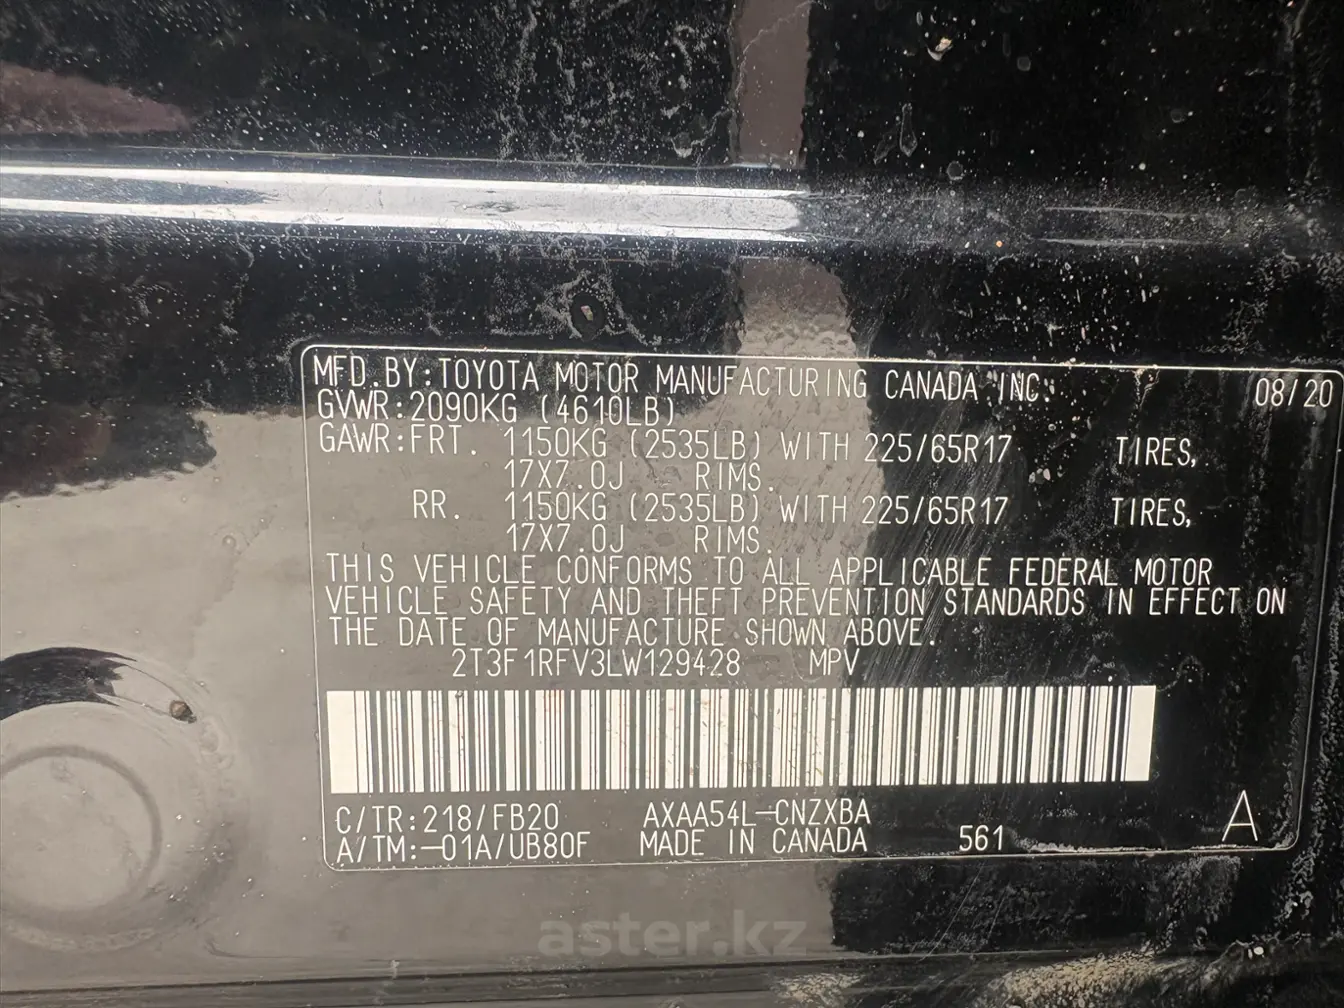 MFD.BY:TOYOTA MOTOR MANUFACTURING CANADA INC. 08/20
GVWR:2090KG (4610LB)
GAWR:FRT. 1150KG (2535LB) WITH 225/65R17 TIRES,
17X7.0J RIMS.
RR. 1150KG (2535LB) WITH 225/65R17 TIRES,
17X7.0J RIMS.
THIS VEHICLE CONFORMS TO ALL APPLICABLE FEDERAL MOTOR
VEHICLE SAFETY AND THEFT PREVENTION STANDARDS IN EFFECT ON
THE DATE OF MANUFACTURE SHOWN ABOVE.
2T3F1RFV3LW129428 MPV
C/TR:218/FB20 AXAA54L-CNZXBA
A/TM:-01A/UB80F MADE IN CANADA 561 A
aster.kz